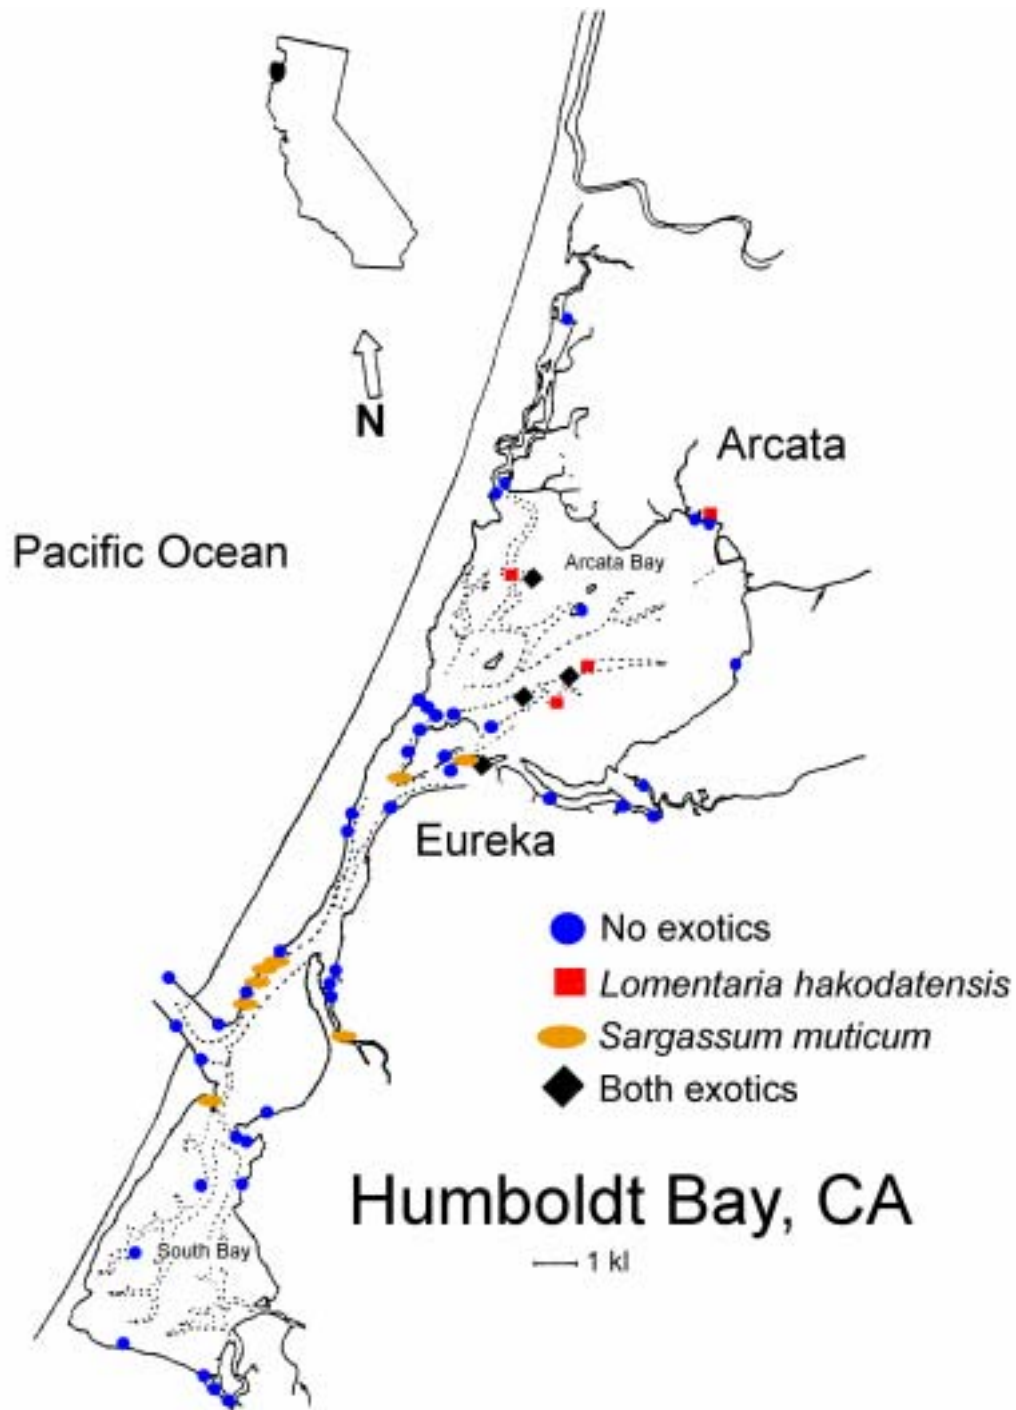 N
Arcata
Pacific Ocean
Arcata Bay
Eureka
No exotics
Lomentaria hakodatensis
Sargassum muticum
Both exotics
Humboldt Bay, CA
South Bay
1 kl